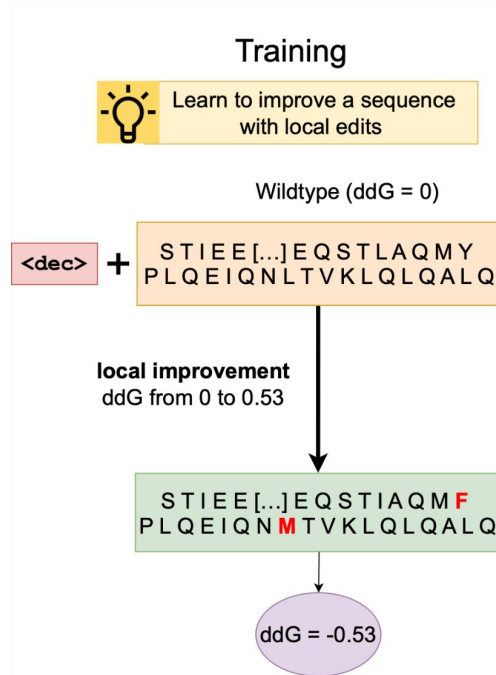 Training
Learn to improve a sequence
with local edits
Wildtype (ddG = 0)
<dec> + S T I E E [...] E Q S T L A Q M Y
P L Q E I Q N L T V K L Q L Q A L Q
local improvement
ddG from 0 to 0.53
S T I E E [...] E Q S T I A Q M F
P L Q E I Q N M T V K L Q L Q A L Q
ddG = -0.53